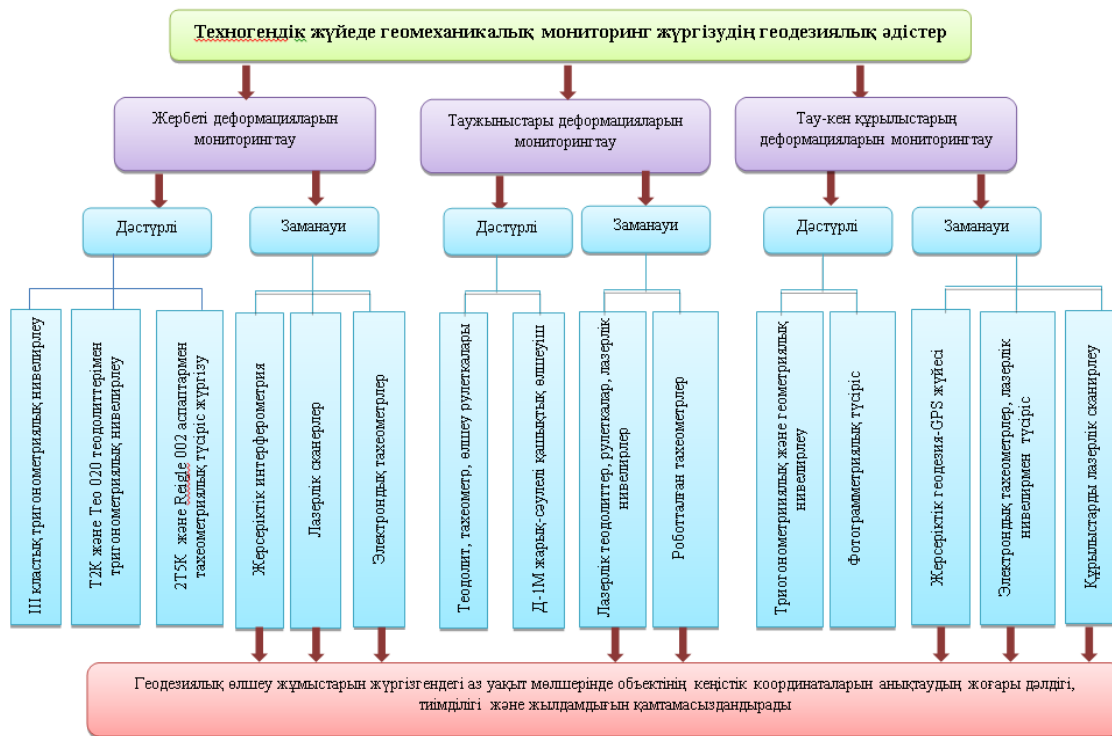 Техногендік жүйеде геомеханикалық мониторинг жүргізудің геодезиялық әдістер
Жербеті деформацияларын
мониторингтау
Таужыныстары деформацияларын
мониторингтау
Тау-кен құрылыстарың
деформацияларын мониторингтау
Дәстүрлі
Заманауи
Дәстүрлі
Заманауи
Дәстүрлі
Заманауи
III кластық тригонометриялық нивелирлеу
Т2К және Тео 020 теодолиттерімен
тригонометриялық нивелирлеу
2Т5К және Reigle 002 аспаптармен
тахеометриялық түсіріс жүргізу
Жерсеріктік интерферометрия
Лазерлік сканерлер
Электрондық тахеометрлер
Теодолит, тахеометр, өлшеу рулеткалары
Д-1М жарық-сәулелі қашықтық өлшеуіш
Лазерлік теодолиттер, рулеткалар, лазерлік
нивелирлер
Роботталған тахеометрлер
Триогонометрииялық және геометриялық
нивелирлеу
Фотограмметриялық түсіріс
Жерсеріктік геодезия-GPS жүйесі
Электрондық тахеометрлер, лазерлік
нивелирмен түсіріс
Құрылыстарды лазерлік сканирлеу
Геодезиялық өлшеу жұмыстарын жүргізгендегі аз уақыт мөлшерінде объектінің кеңістік координаталарын анықтаудың жоғары дәлдігі,
тиімділігі және жылдамдығын қамтамасыздандырады